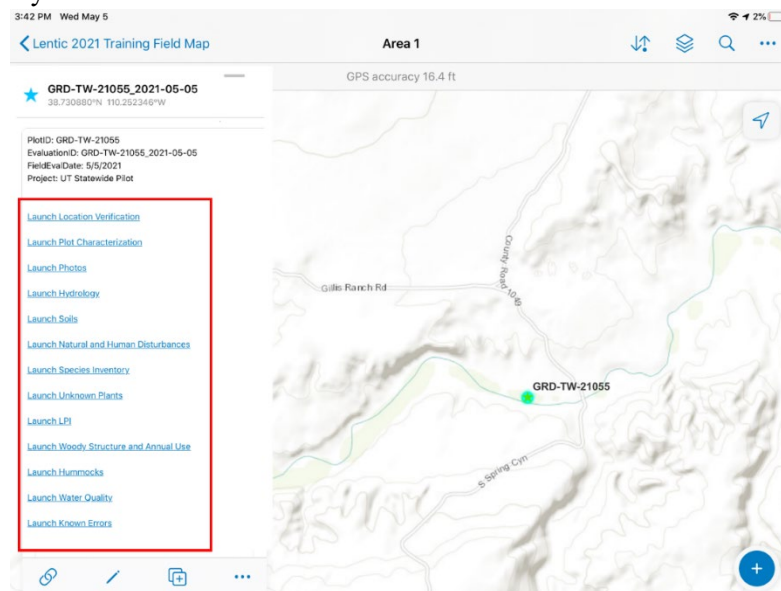 3:42 PM Wed May 5
2%
Lentic 2021 Training Field Map
Area 1
GPS accuracy 16.4 ft
GRD-TW-21055_2021-05-05
38.730880°N 110.252346°W
PlotID: GRD-TW-21055
EvaluationID: GRD-TW-21055_2021-05-05
FieldEvalDate: 5/5/2021
Project: UT Statewide Pilot
Launch Location Verification
Launch Plot Characterization
Launch Photos
Launch Hydrology
Launch Soils
Launch Natural and Human Disturbances
Launch Species Inventory
Launch Unknown Plants
Launch LPI
Launch Woody Structure and Annual Use
Launch Hummocks
Launch Water Quality
Launch Known Errors
County Road 1049
Gillis Ranch Rd
GRD-TW-21055
S Spring Cyn